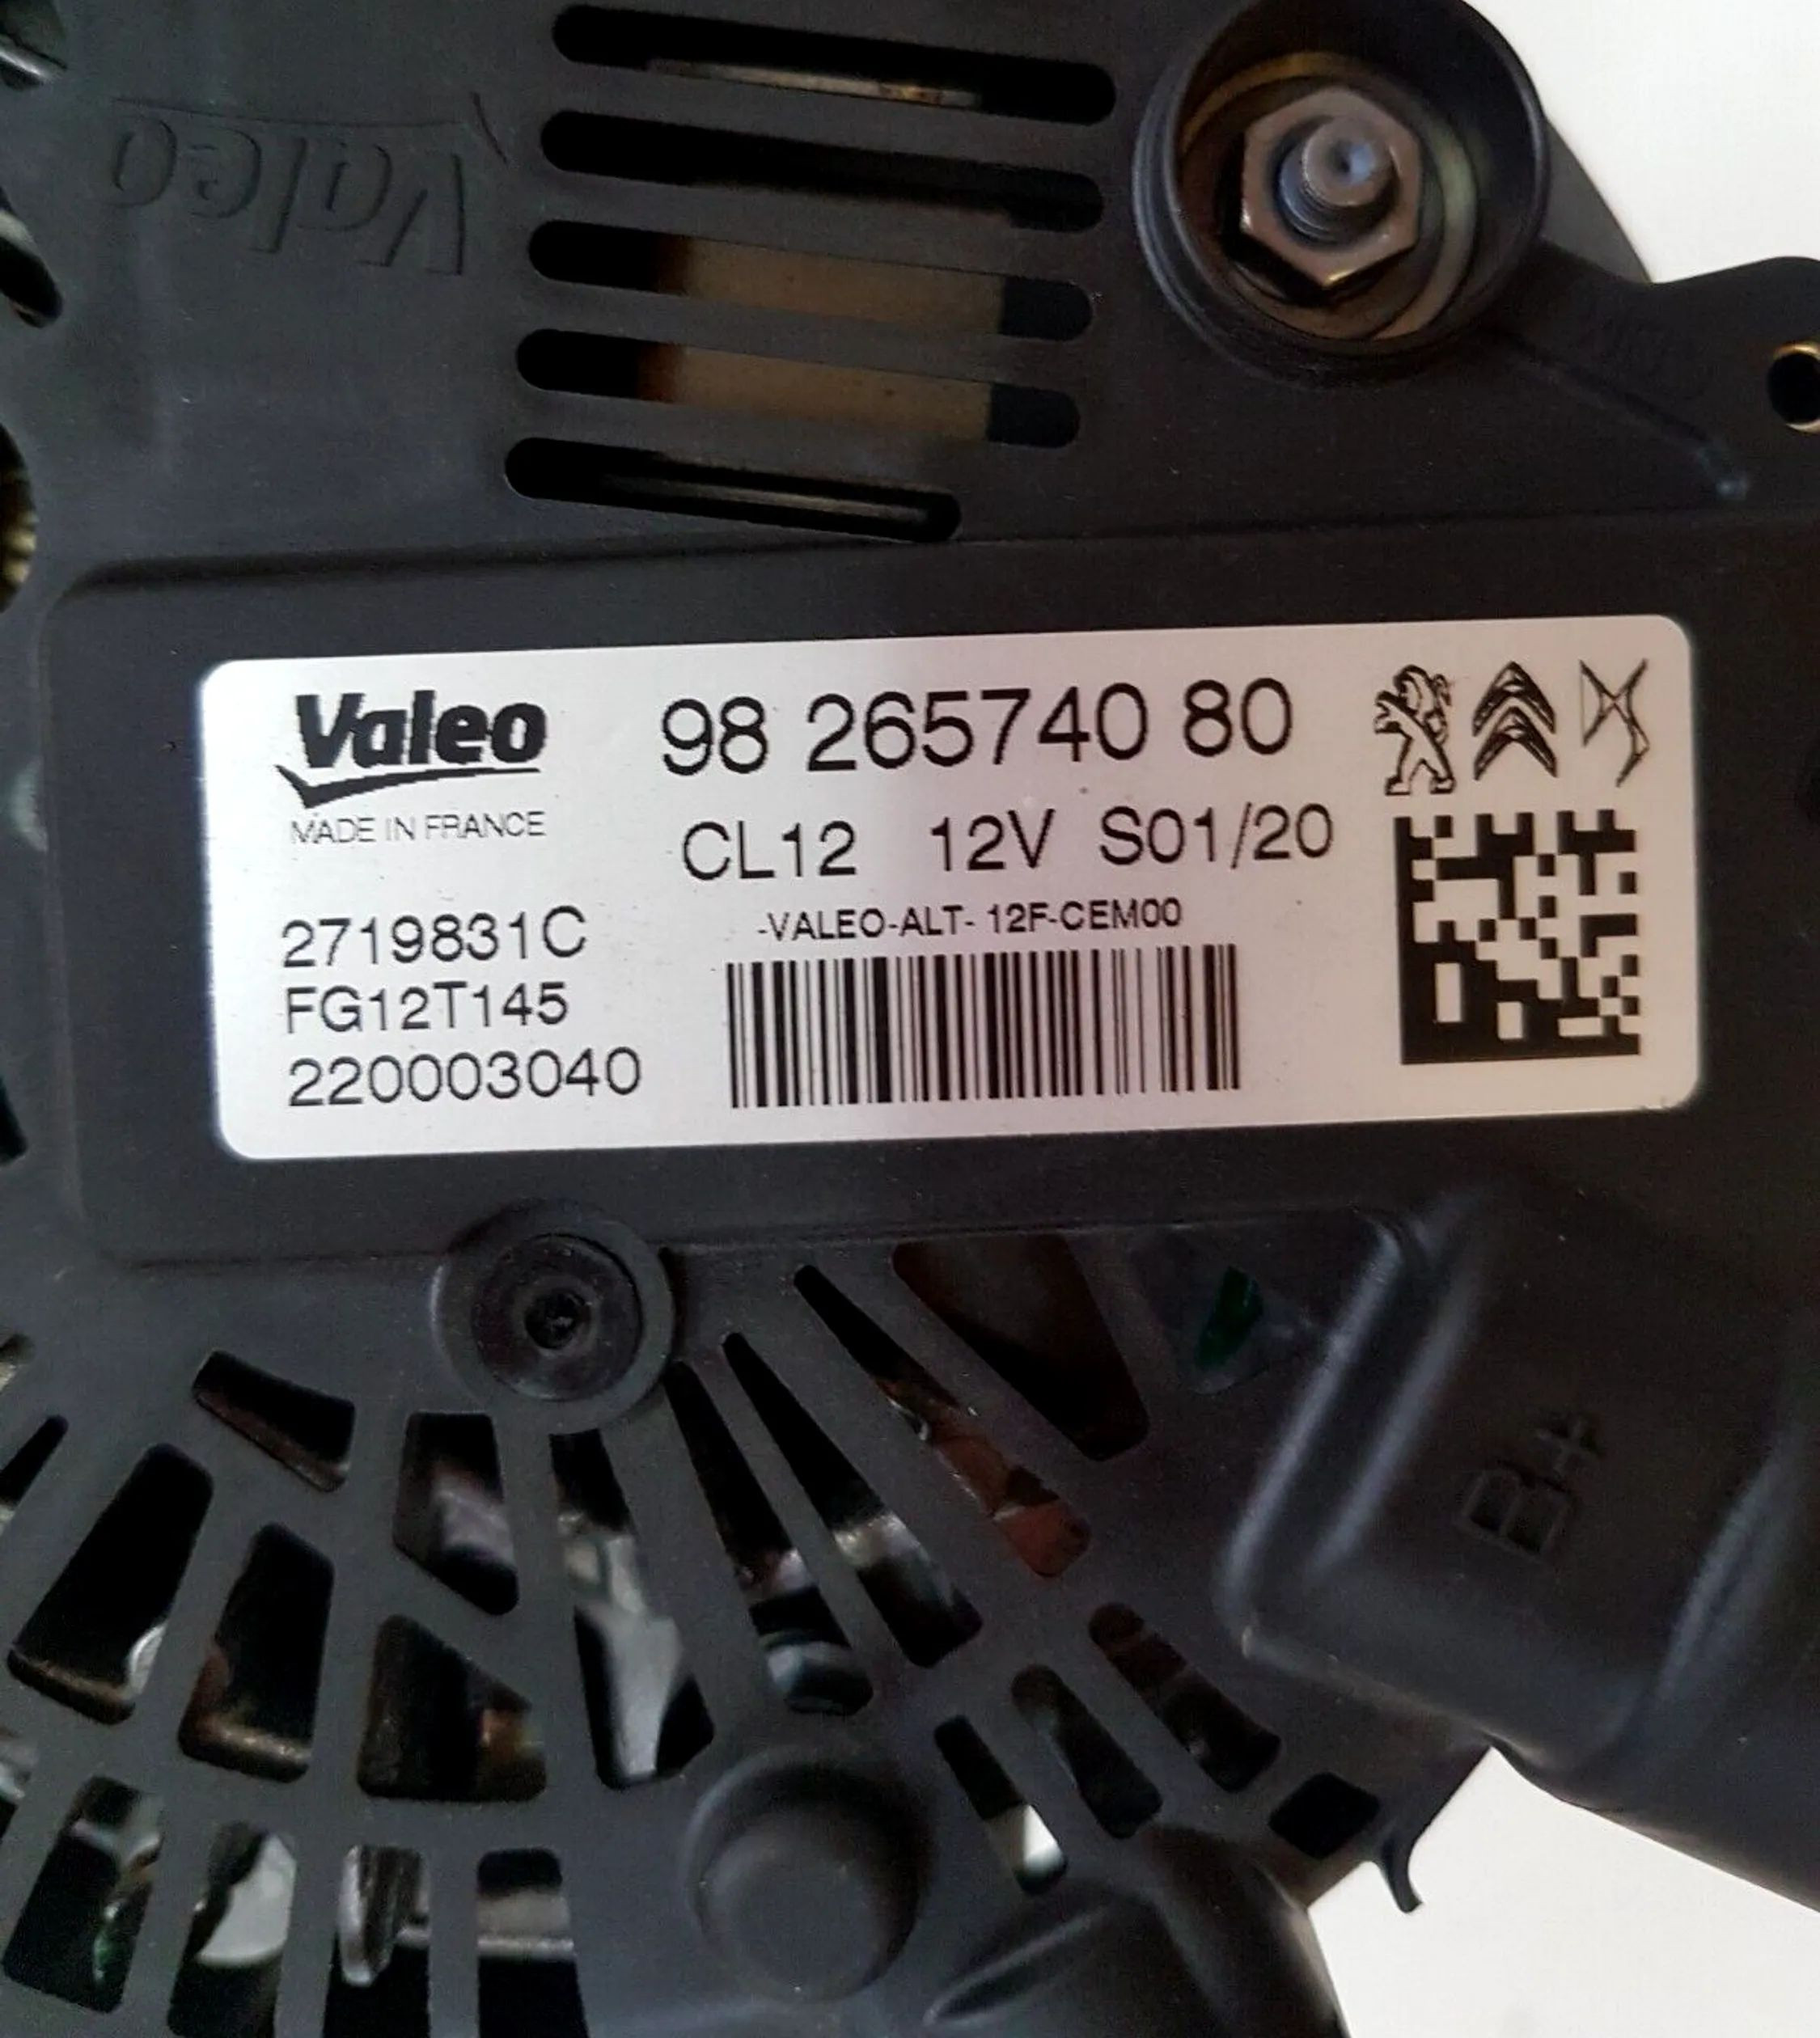 Valeo
Valeo
MADE IN FRANCE
98 265740 80
CL12 12V S01/20
-VALEO-ALT- 12F-CEM00
2719831C
FG12T145
220003040
B+